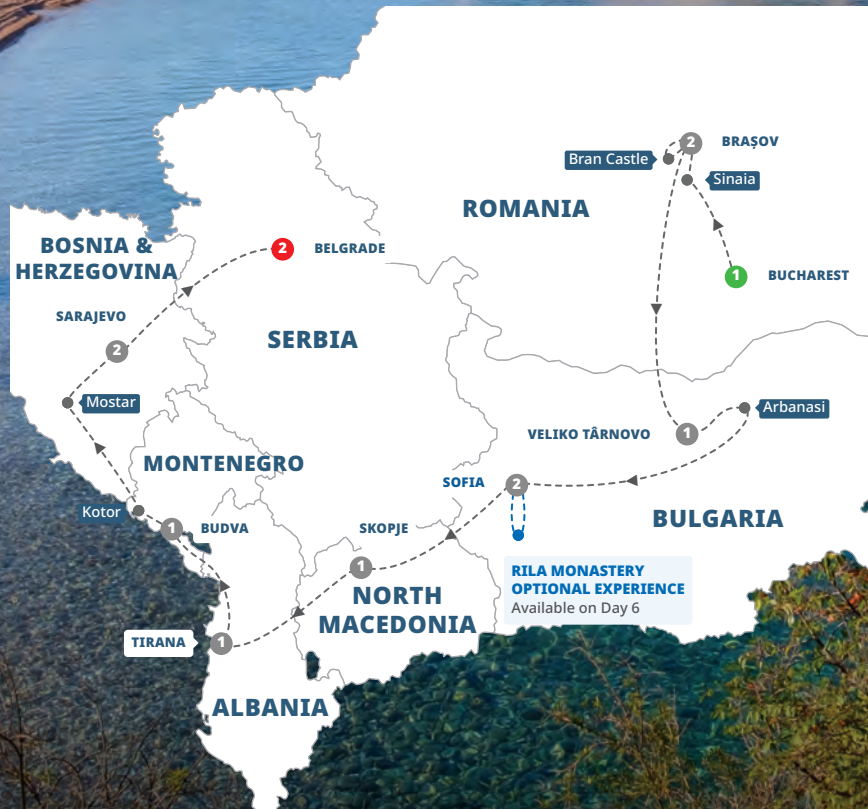 2
BRAȘOV
Bran Castle
Sinaia
ROMANIA
BOSNIA &
HERZEGOVINA
2
BELGRADE
1
BUCHAREST
SARAJEVO
SERBIA
2
Mostar
Arbanasi
VELIKO TÂRNOVO
1
MONTENEGRO
SOFIA
2
Kotor
1
BUDVA
SKOPJE
BULGARIA
1
RILA MONASTERY
OPTIONAL EXPERIENCE
Available on Day 6
NORTH
MACEDONIA
TIRANA
1
ALBANIA